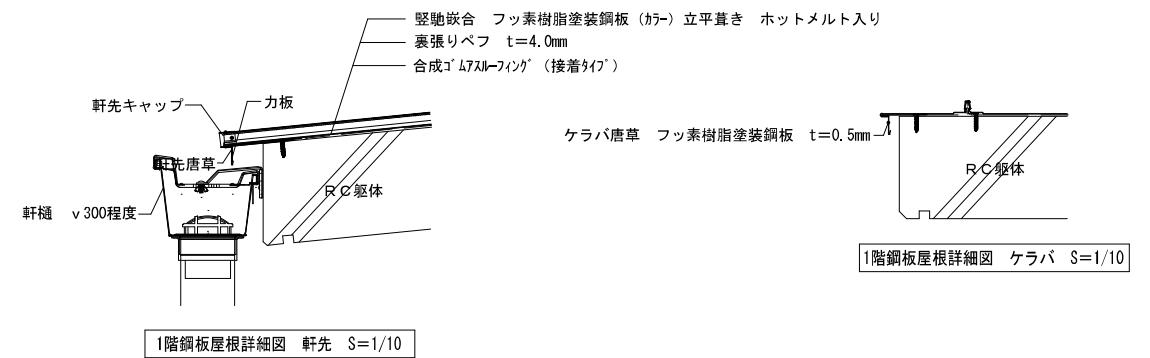 竪馳嵌合 フッ素樹脂塗装鋼板（ｶﾗｰ）立平葺き ホットメルト入り
裏張りペフ t＝4.0mm
合成ｺﾞﾑｱｽﾙｰﾌｨﾝｸﾞ（接着ﾀｲﾌﾟ）
軒先キャップ
力板
軒先唐草
ＲＣ躯体
軒樋 ｖ300程度
1階鋼板屋根詳細図 軒先 S＝1/10
ケラバ唐草 フッ素樹脂塗装鋼板 t＝0.5mm
ＲＣ躯体
1階鋼板屋根詳細図 ケラバ S＝1/10